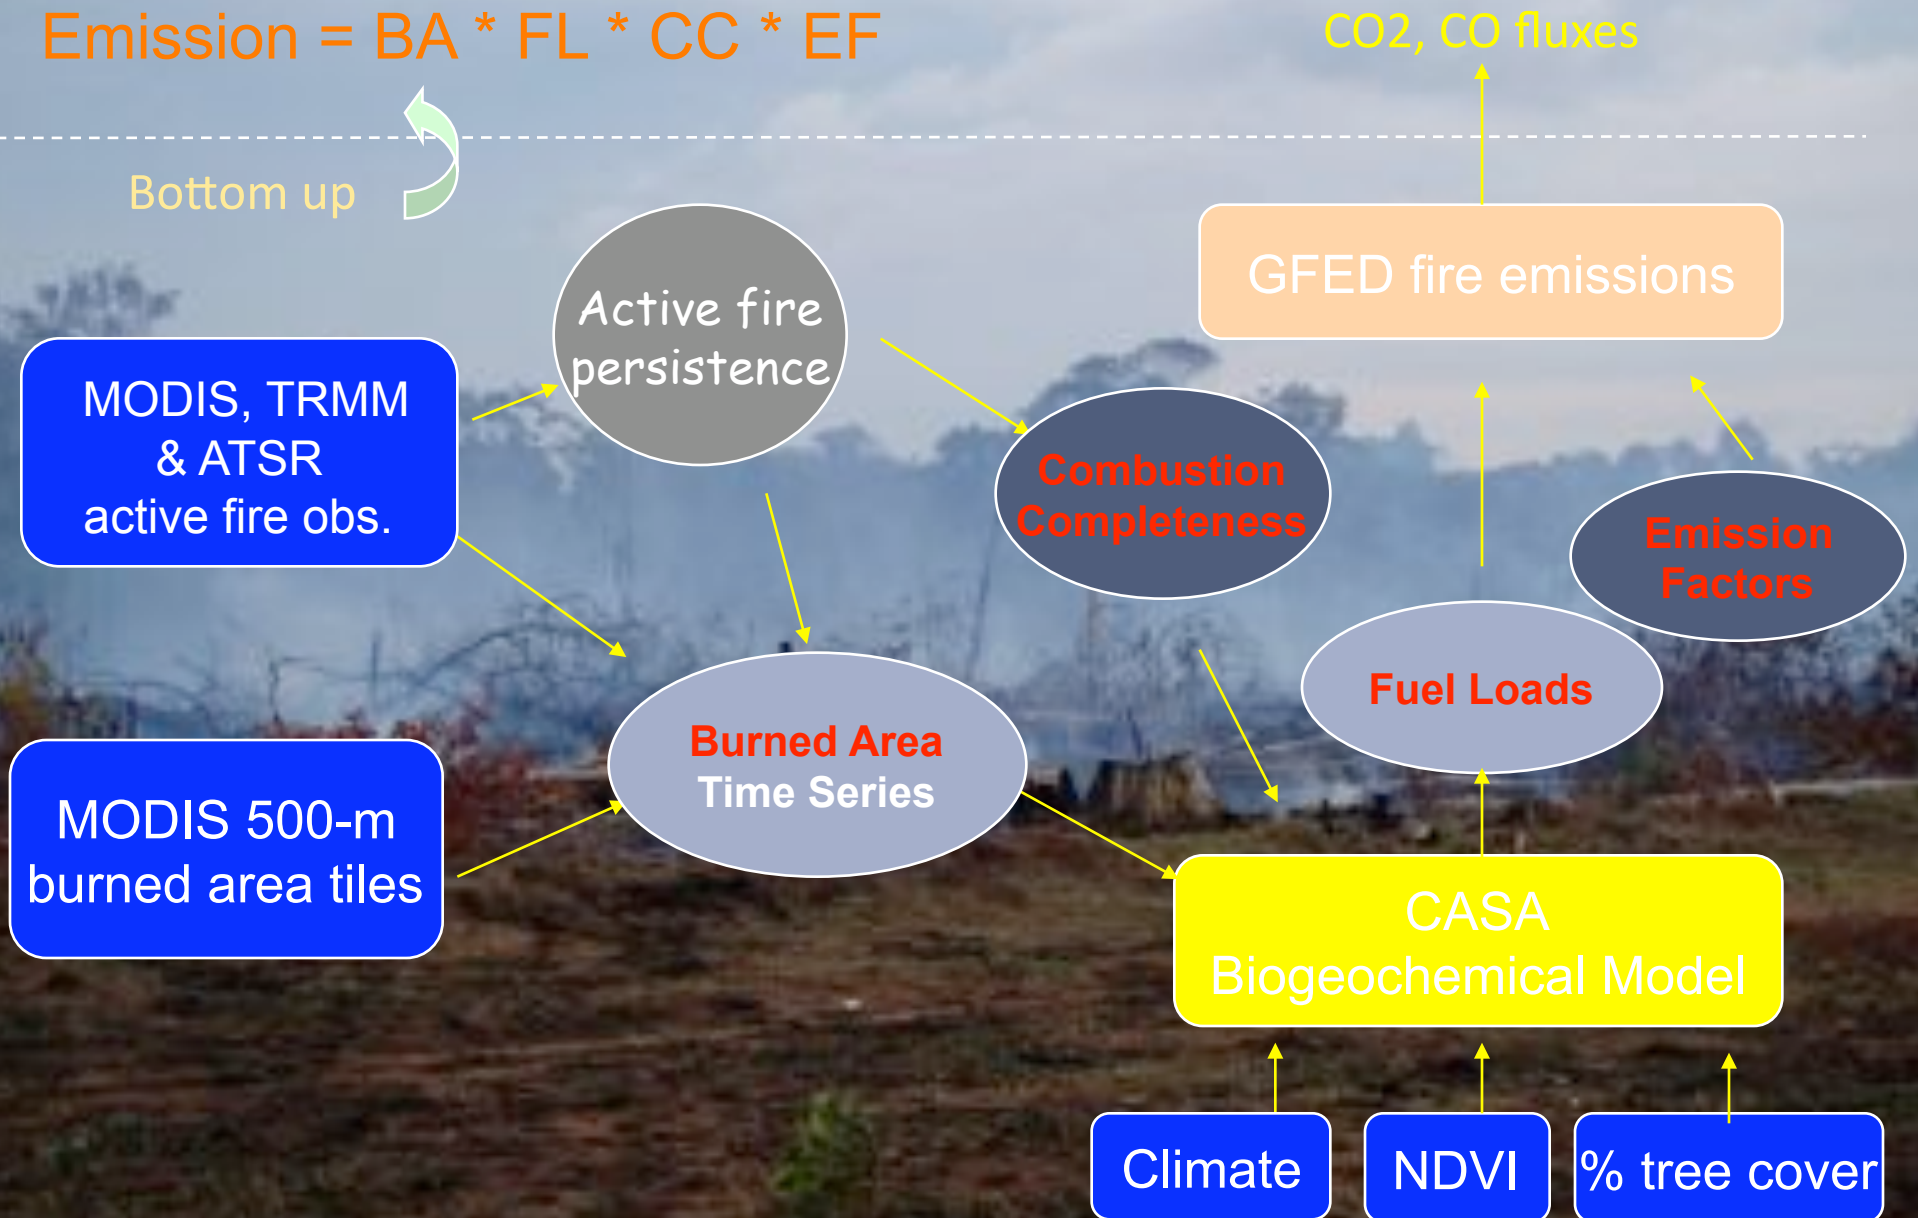 Emission = BA * FL * CC * EF
CO2, CO fluxes
Bottom up
Active fire
persistence
GFED fire emissions
MODIS, TRMM
& ATSR
active fire obs.
Combustion
Completeness
Emission
Factors
Fuel Loads
Burned Area
Time Series
MODIS 500-m
burned area tiles
CASA
Biogeochemical Model
Climate
NDVI
% tree cover